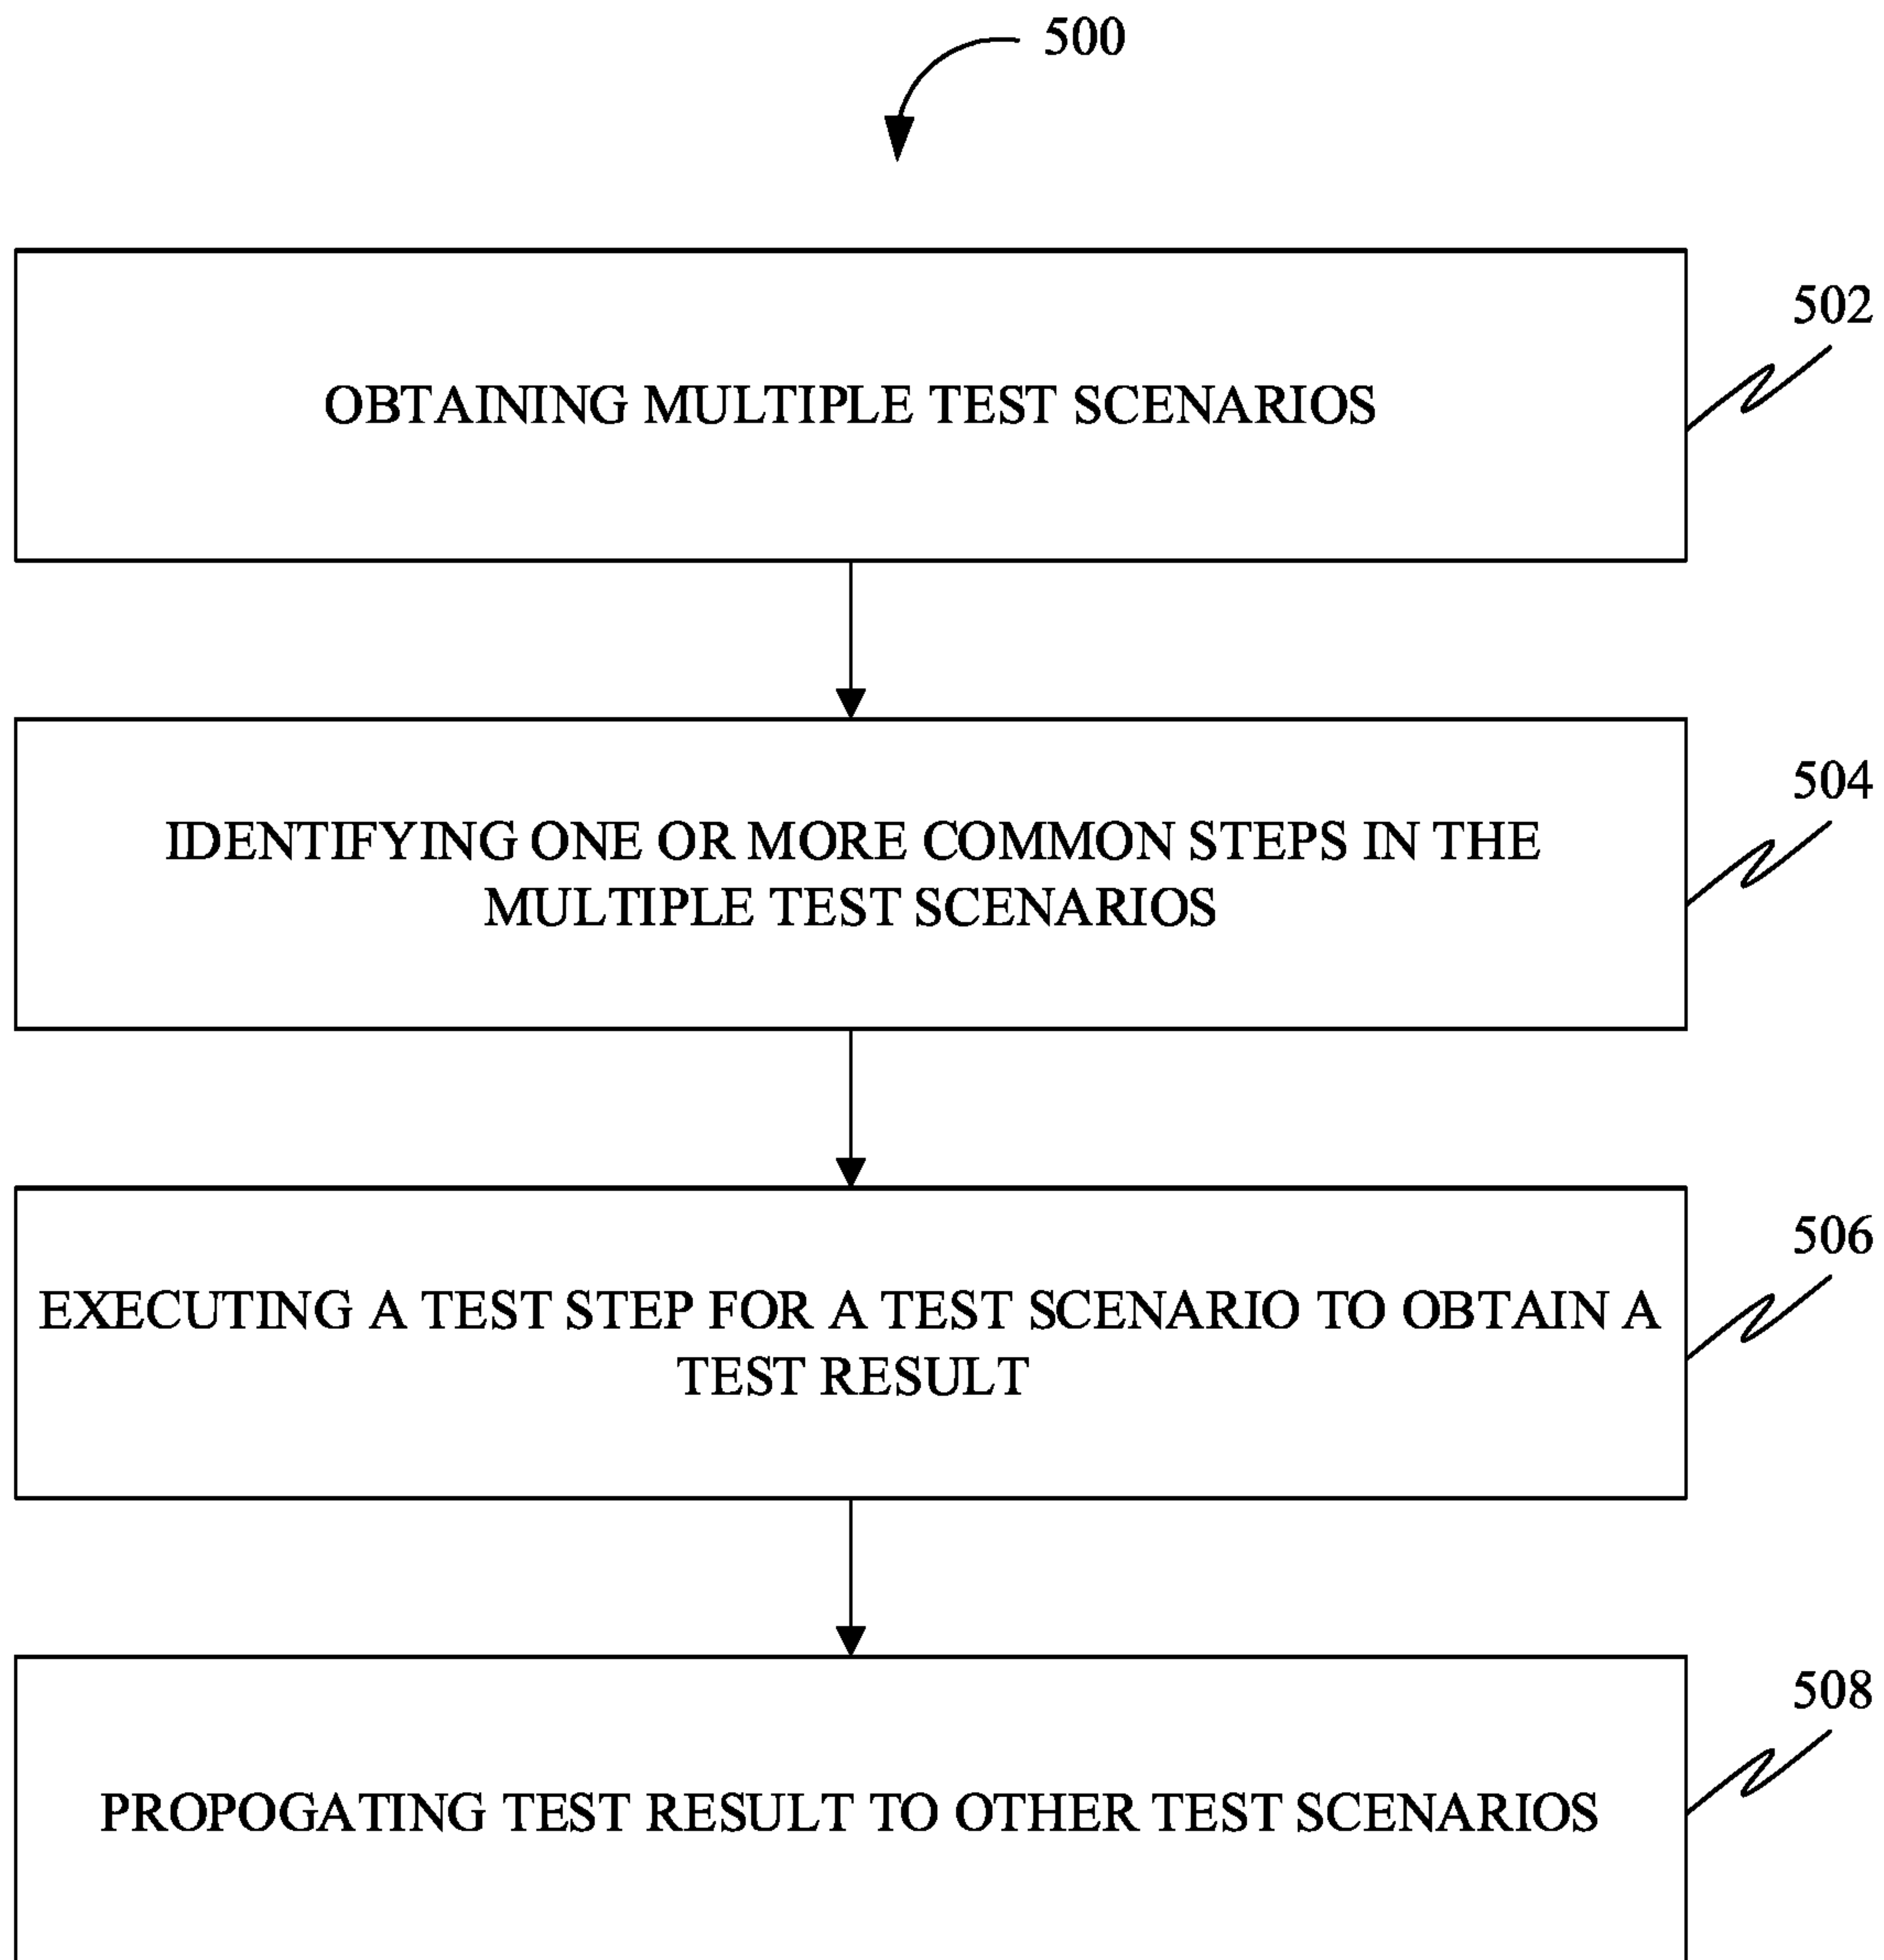 500
502
OBTAINING MULTIPLE TEST SCENARIOS
504
IDENTIFYING ONE OR MORE COMMON STEPS IN THE
MULTIPLE TEST SCENARIOS
506
EXECUTING A TEST STEP FOR A TEST SCENARIO TO OBTAIN A
TEST RESULT
508
PROPOGATING TEST RESULT TO OTHER TEST SCENARIOS